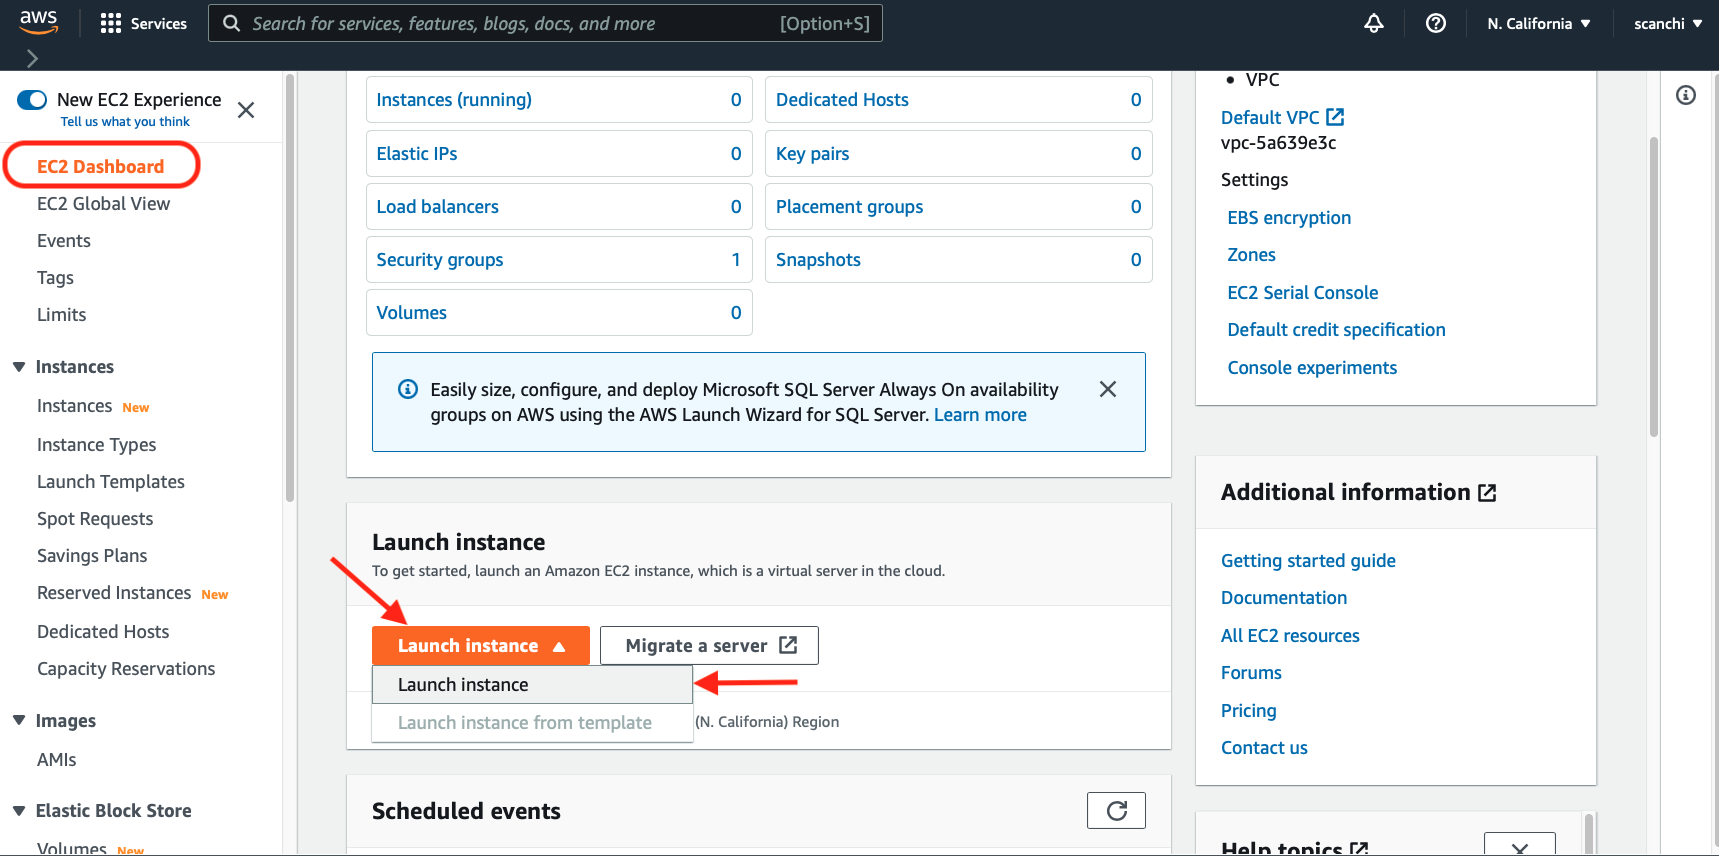 aws
Services
Search for services, features, blogs, docs, and more
[Option+S]
N. California
scanchi
New EC2 Experience
Tell us what you think
EC2 Dashboard
EC2 Global View
Events
Tags
Limits
Instances
Instances New
Instance Types
Launch Templates
Spot Requests
Savings Plans
Reserved Instances New
Dedicated Hosts
Capacity Reservations
Images
AMIs
Elastic Block Store
Volumes New
Instances (running) 0
Dedicated Hosts 0
Elastic IPs 0
Key pairs 0
Load balancers 0
Placement groups 0
Security groups 1
Snapshots 0
Volumes 0
Easily size, configure, and deploy Microsoft SQL Server Always On availability
groups on AWS using the AWS Launch Wizard for SQL Server. Learn more
Launch instance
To get started, launch an Amazon EC2 instance, which is a virtual server in the cloud.
Launch instance
Migrate a server
Launch instance
Launch instance from template
(N. California) Region
Scheduled events
• VPC
Default VPC
vpc-5a639e3c
Settings
EBS encryption
Zones
EC2 Serial Console
Default credit specification
Console experiments
Additional information
Getting started guide
Documentation
All EC2 resources
Forums
Pricing
Contact us
Help topics